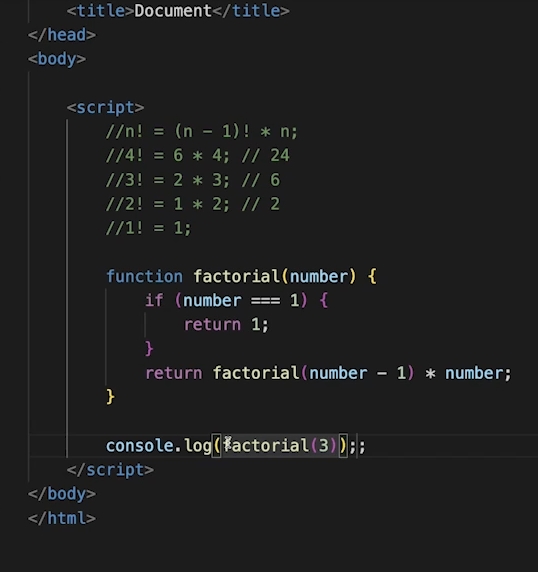 <title>Document</title>
</head>
<body>
<script>
//n! = (n - 1)! * n;
//4! = 6 * 4; // 24
//3! = 2 * 3; // 6
//2! = 1 * 2; // 2
//1! = 1;
function factorial(number) {
if (number === 1) {
return 1;
}
return factorial(number - 1) * number;
}
console.log(factorial(3));;
</script>
</body>
</html>